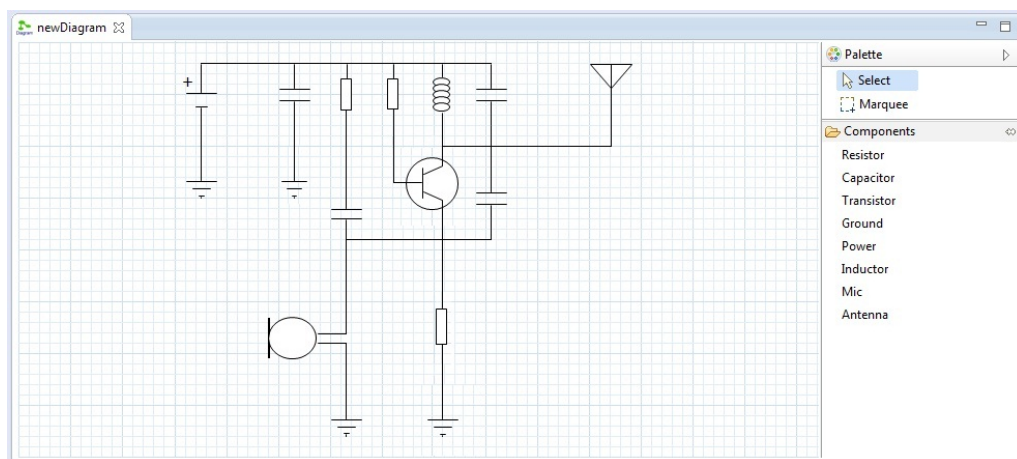 newDiagram
+
Palette
Select
Marquee
Components
Resistor
Capacitor
Transistor
Ground
Power
Inductor
Mic
Antenna